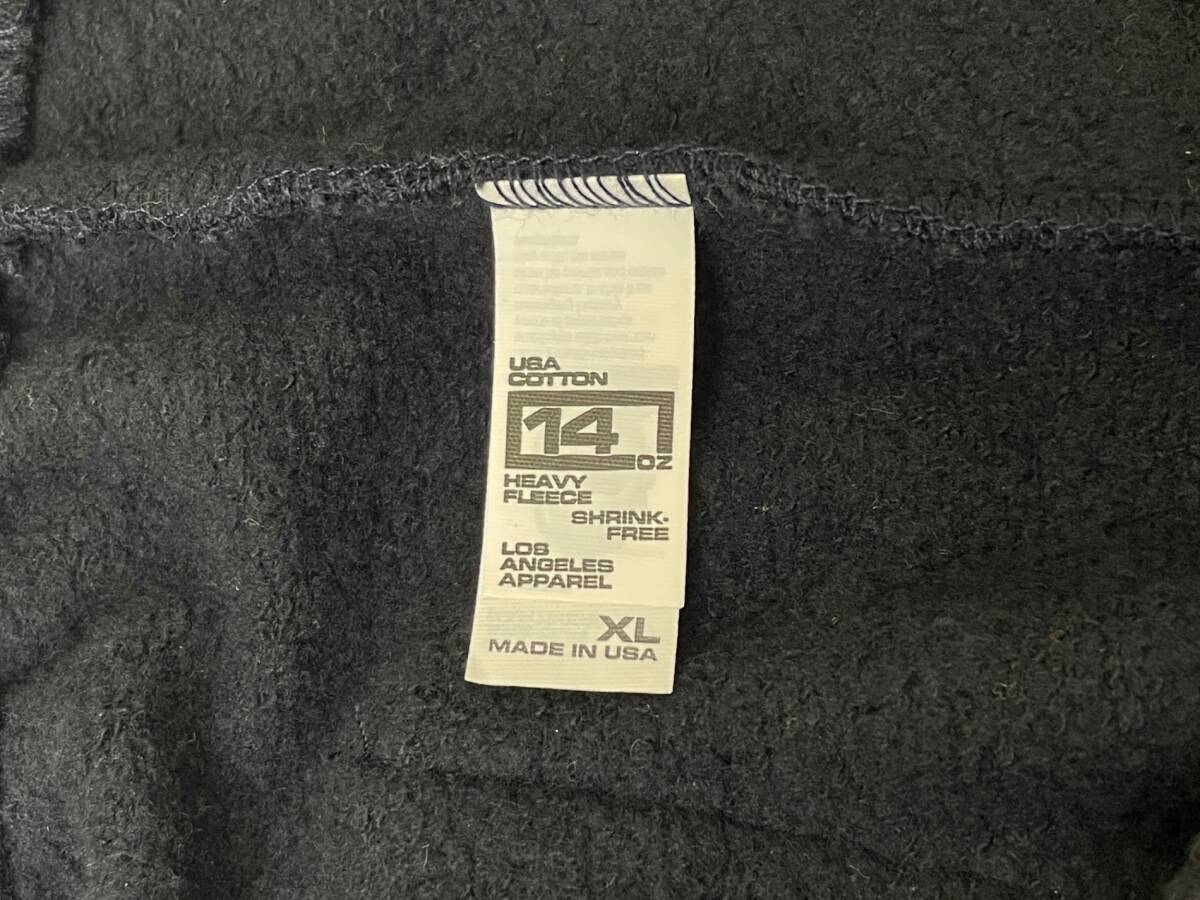 USA
COTTON
14
OZ
HEAVY
FLEECE
SHRINK-
FREE
LOS
ANGELES
APPAREL
XL
MADE IN USA